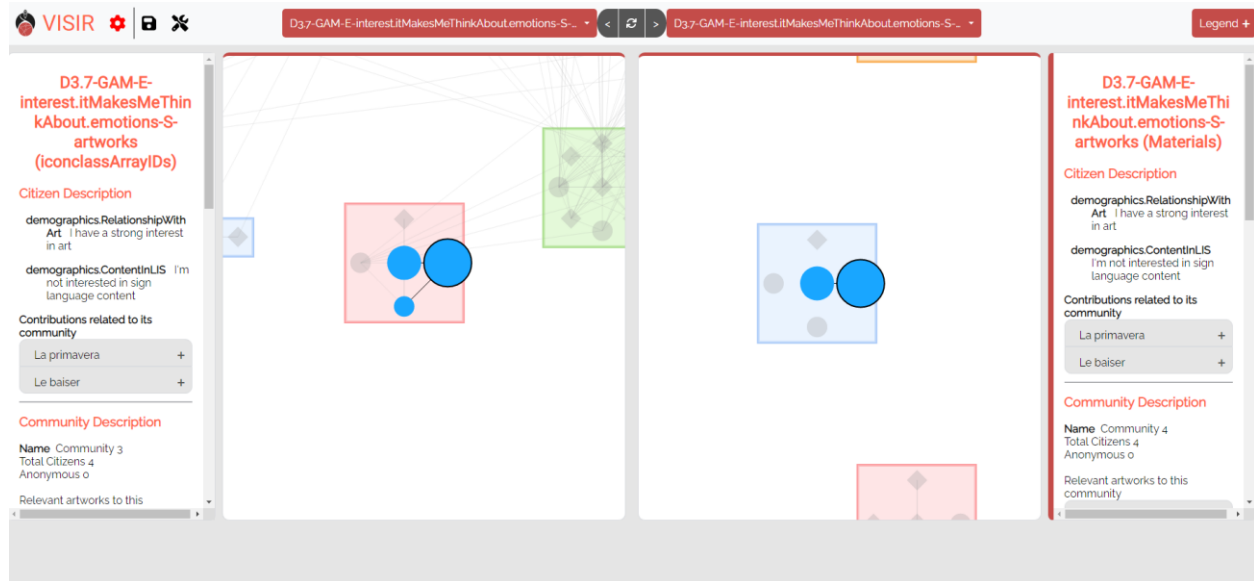 VISIR
D3.7-GAM-E-interest.itMakesMeThinkAbout.emotions-S-...
<
>
D3.7-GAM-E-interest.itMakesMeThinkAbout.emotions-S-...
Legend +
D3.7-GAM-E-
interest.itMakesMeThin
kAbout.emotions-S-
artworks
(iconclassArrayIDs)
Citizen Description
demographics.RelationshipWith
Art I have a strong interest
in art
demographics.ContentInLIS I'm
not interested in sign
language content
Contributions related to its
community
La primavera +
Le baiser +
Community Description
Name Community 3
Total Citizens 4
Anonymous 0
Relevant artworks to this
D3.7-GAM-E-
interest.itMakesMeThi
nkAbout.emotions-S-
artworks (Materials)
Citizen Description
demographics.RelationshipWith
Art I have a strong interest
in art
demographics.ContentInLIS
I'm not interested in sign
language content
Contributions related to its
community
La primavera +
Le baiser +
Community Description
Name Community 4
Total Citizens 4
Anonymous 0
Relevant artworks to this
community